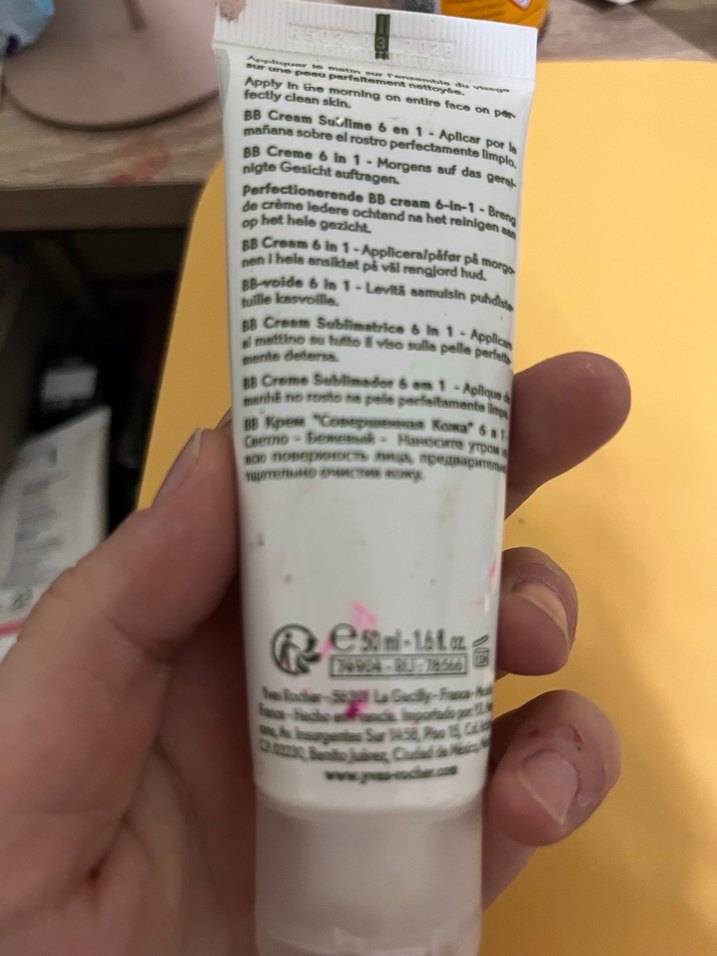 3 2028
Appliquer le matin sur l'ensemble du visage
sur une peau parfaitement nettoyée.
Apply in the morning on entire face on per-
fectly clean skin.
BB Cream Sublime 6 en 1 - Aplicar por la
mañana sobre el rostro perfectamente limpio.
BB Creme 6 in 1 - Morgens auf das gerei-
nigte Gesicht auftragen.
Perfectionerende BB cream 6-in-1 - Breng
de crème iedere ochtend na het reinigen aan
op het hele gezicht.
BB Cream 6 in 1 - Applicera/påfør på morgo-
nen i hela ansiktet på väl rengjord hud.
BB-voide 6 in 1 - Levitä aamuisin puhdiste-
tuille kasvoille.
BB Cream Sublimatrice 6 in 1 - Applicare
al mattino su tutto il viso sulla pelle perfetta-
mente detersa.
BB Creme Sublimador 6 em 1 - Aplique de
manhã no rosto na pele perfeitamente limpa.
BB Крем "Совершенная Кожа" 6 в 1 -
Светло - Бежевый - Наносите утром на
всю поверхность лица, предварительно
тщательно очистив кожу.
e 50 ml - 1.6 fl. oz.
74904 - RU : 78566
Yves Rocher - 56201 La Gacilly - France - Made
France - Hecho en Francia. Importado por
Av. Insurgentes Sur 1458, Piso 15, Col.
C.P. 03230, Benito Juárez, Ciudad de México,
www.yves-rocher.com